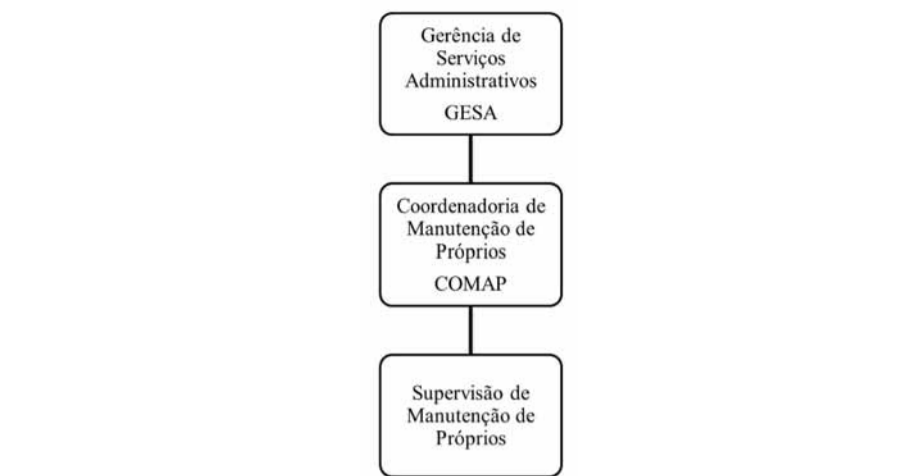 Gerência de
Serviços
Administrativos
GESA
Coordenadoria de
Manutenção de
Próprios
COMAP
Supervisão de
Manutenção de
Próprios